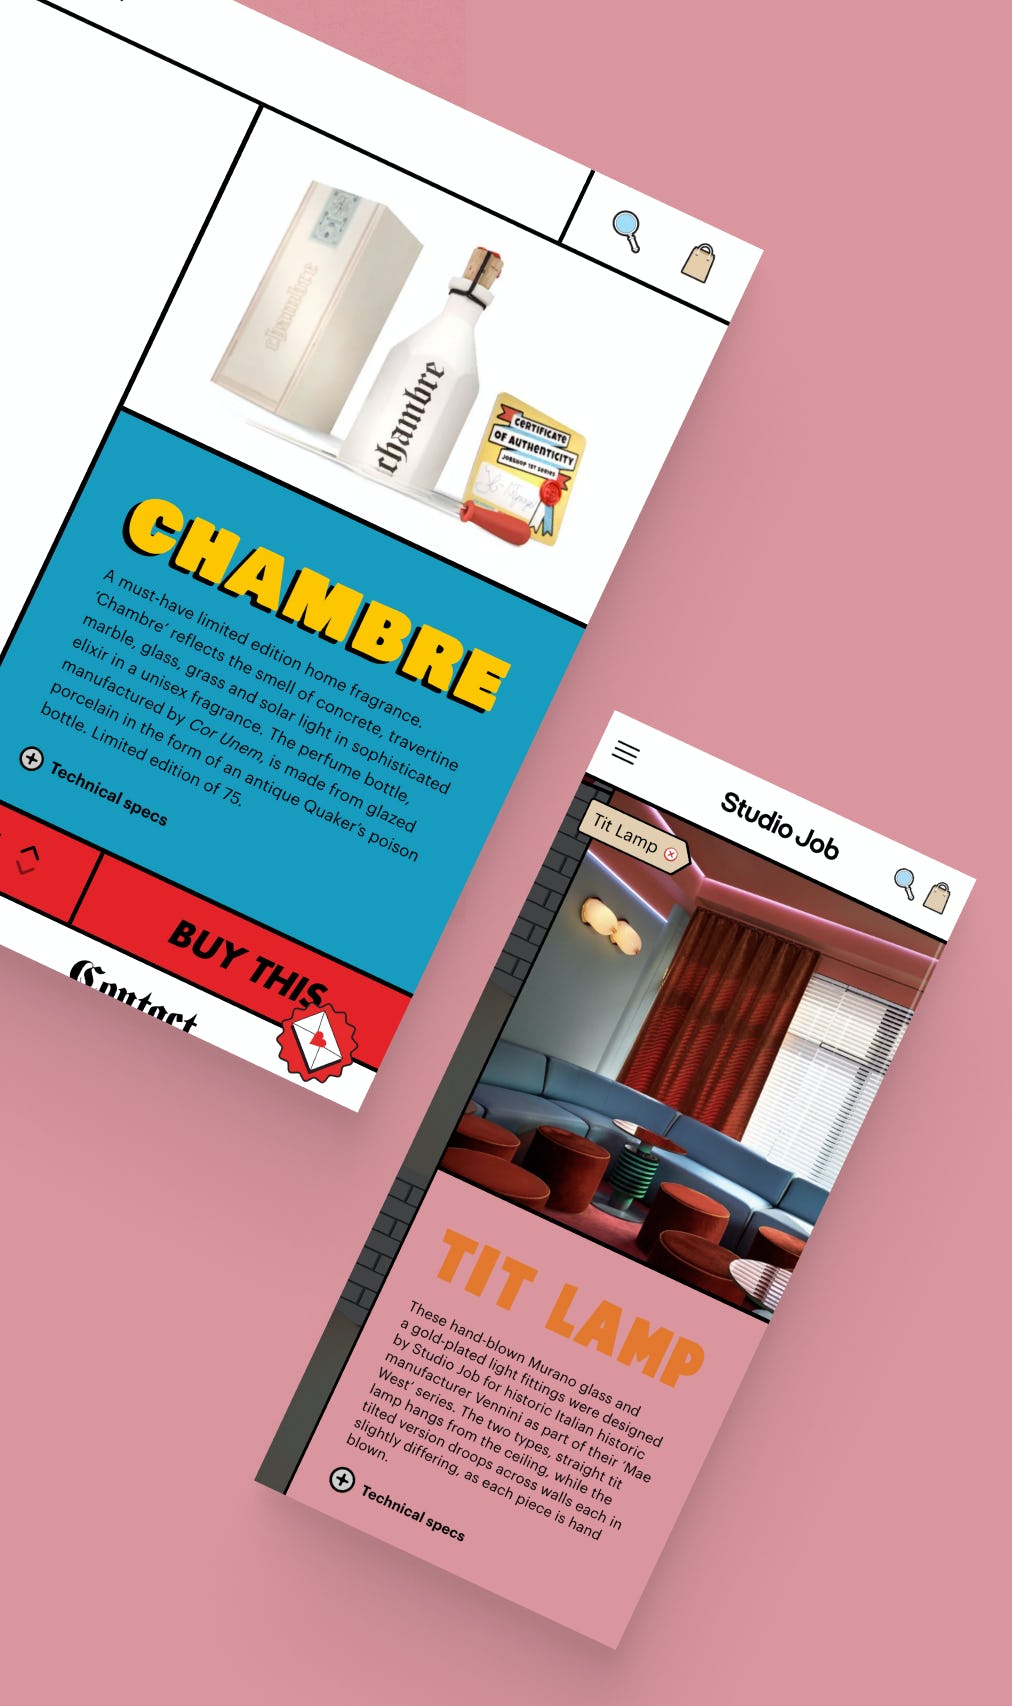 chambre
chambre
CERTIFICATE
OF AUTHENTICITY
JOBSHOP 1ST SERIES
CHAMBRE
A must-have limited edition home fragrance.
'Chambre' reflects the smell of concrete, travertine
marble, glass, grass and solar light in sophisticated
elixir in a unisex fragrance. The perfume bottle,
manufactured by Cor Unem, is made from glazed
porcelain in the form of an antique Quaker's poison
bottle. Limited edition of 75.
Technical specs
BUY THIS
Contact
Studio Job
Tit Lamp
TIT LAMP
These hand-blown Murano glass and
a gold-plated light fittings were designed
by Studio Job for historic Italian historic
manufacturer Vennini as part of their 'Mae
West' series. The two types, straight tit
lamp hangs from the ceiling, while the
tilted version droops across walls each in
slightly differing, as each piece is hand
blown.
Technical specs